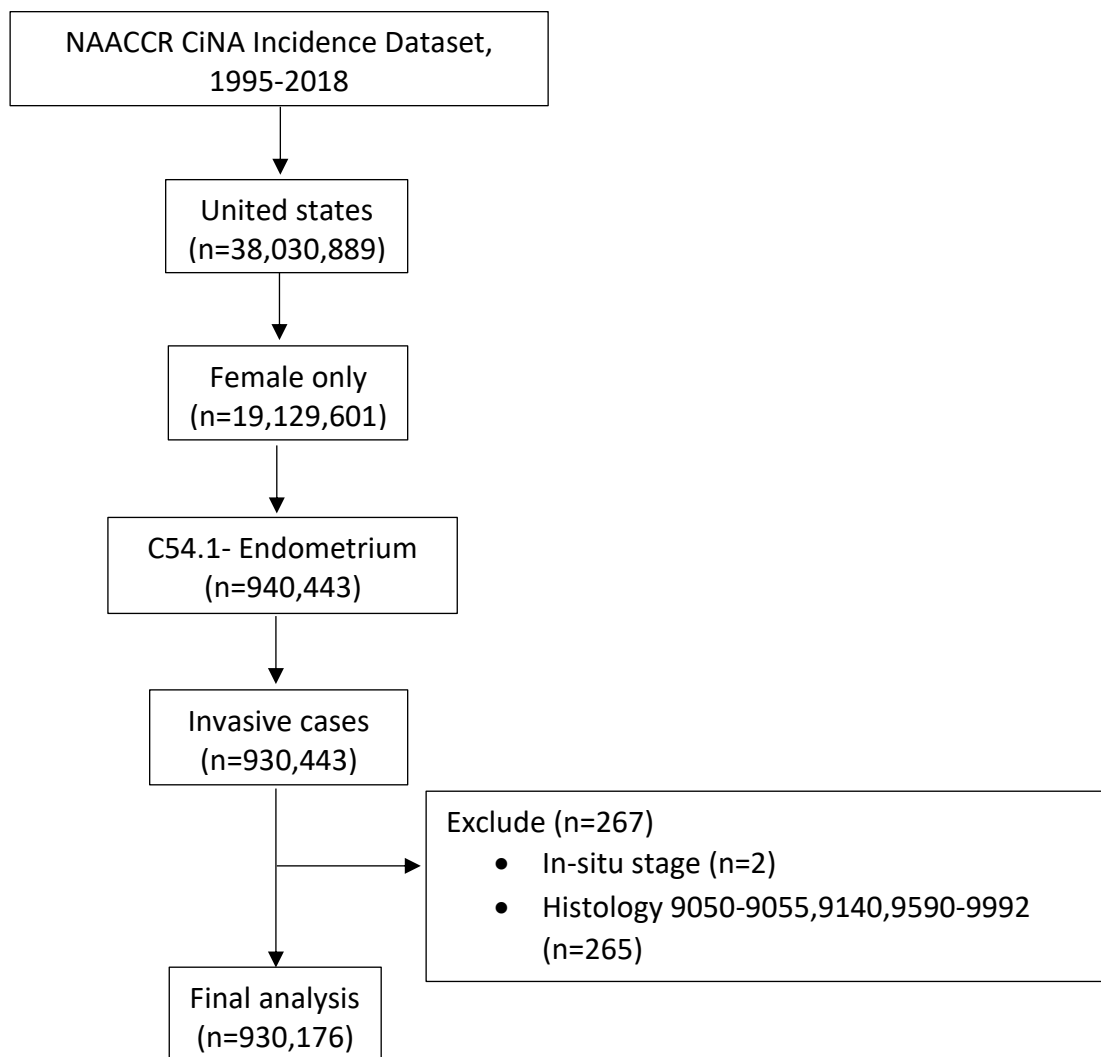 NAACCR CiNA Incidence Dataset,
1995-2018
United states
(n=38,030,889)
Female only
(n=19,129,601)
C54.1- Endometrium
(n=940,443)
Invasive cases
(n=930,443)
Exclude (n=267)
• In-situ stage (n=2)
• Histology 9050-9055,9140,9590-9992
(n=265)
Final analysis
(n=930,176)